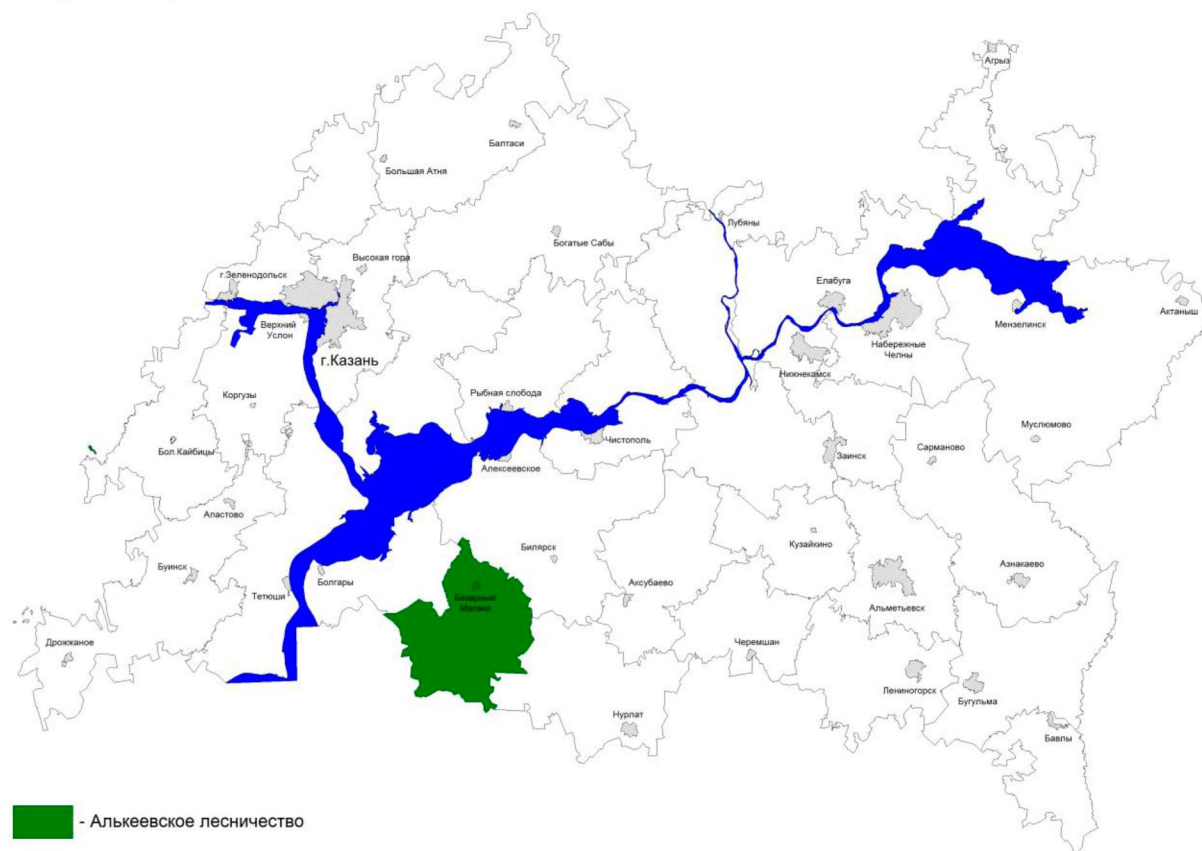 Агрыз
Балтаси
Большая Атня
Лубяны
Богатые Сабы
Высокая гора
г.Зеленодольск
Елабуга
Актаныш
Мензелинск
Верхний
Услон
Набережные
Челны
г.Казань
Нижнекамск
Рыбная слобода
Коргузы
Муслюмово
Чистополь
Бол.Кайбицы
Сарманово
Заинск
Алексеевское
Апастово
Кузайкино
Билярск
Буинск
Азнакаево
Болгары
Аксубаево
Тетюши
Базарные
Матаки
Альметьевск
Дрожжаное
Черемшан
Лениногорск
Бугульма
Нурлат
Бавлы
- Алькеевское лесничество